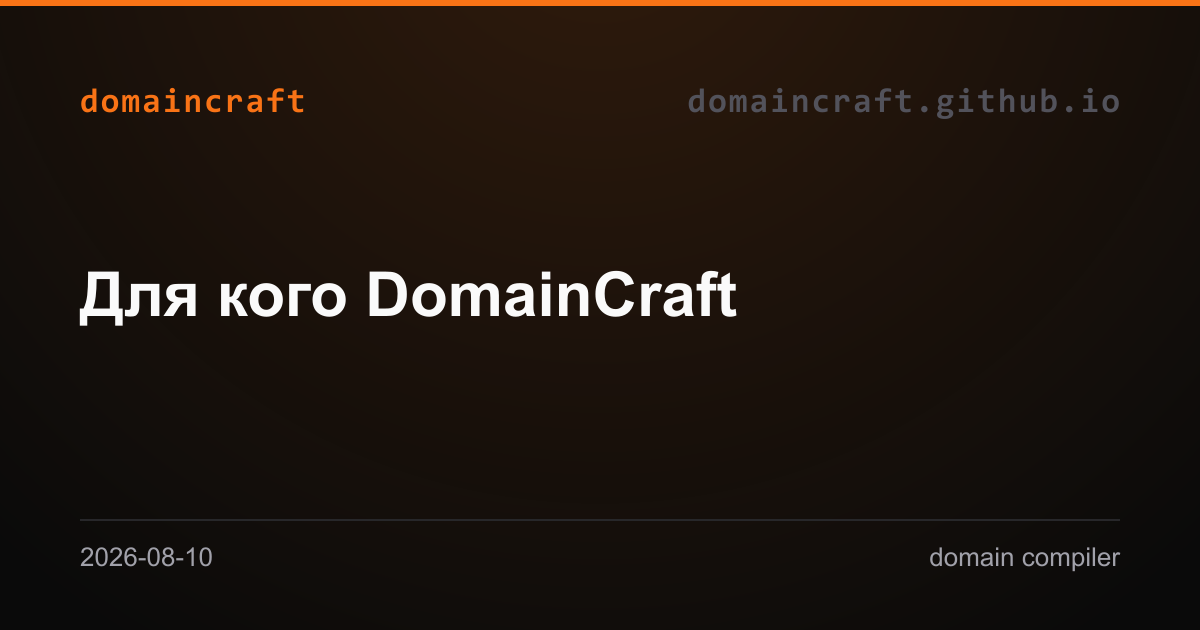 domaincraft
domaincraft.github.io
Для кого DomainCraft
2026-08-10
domain compiler